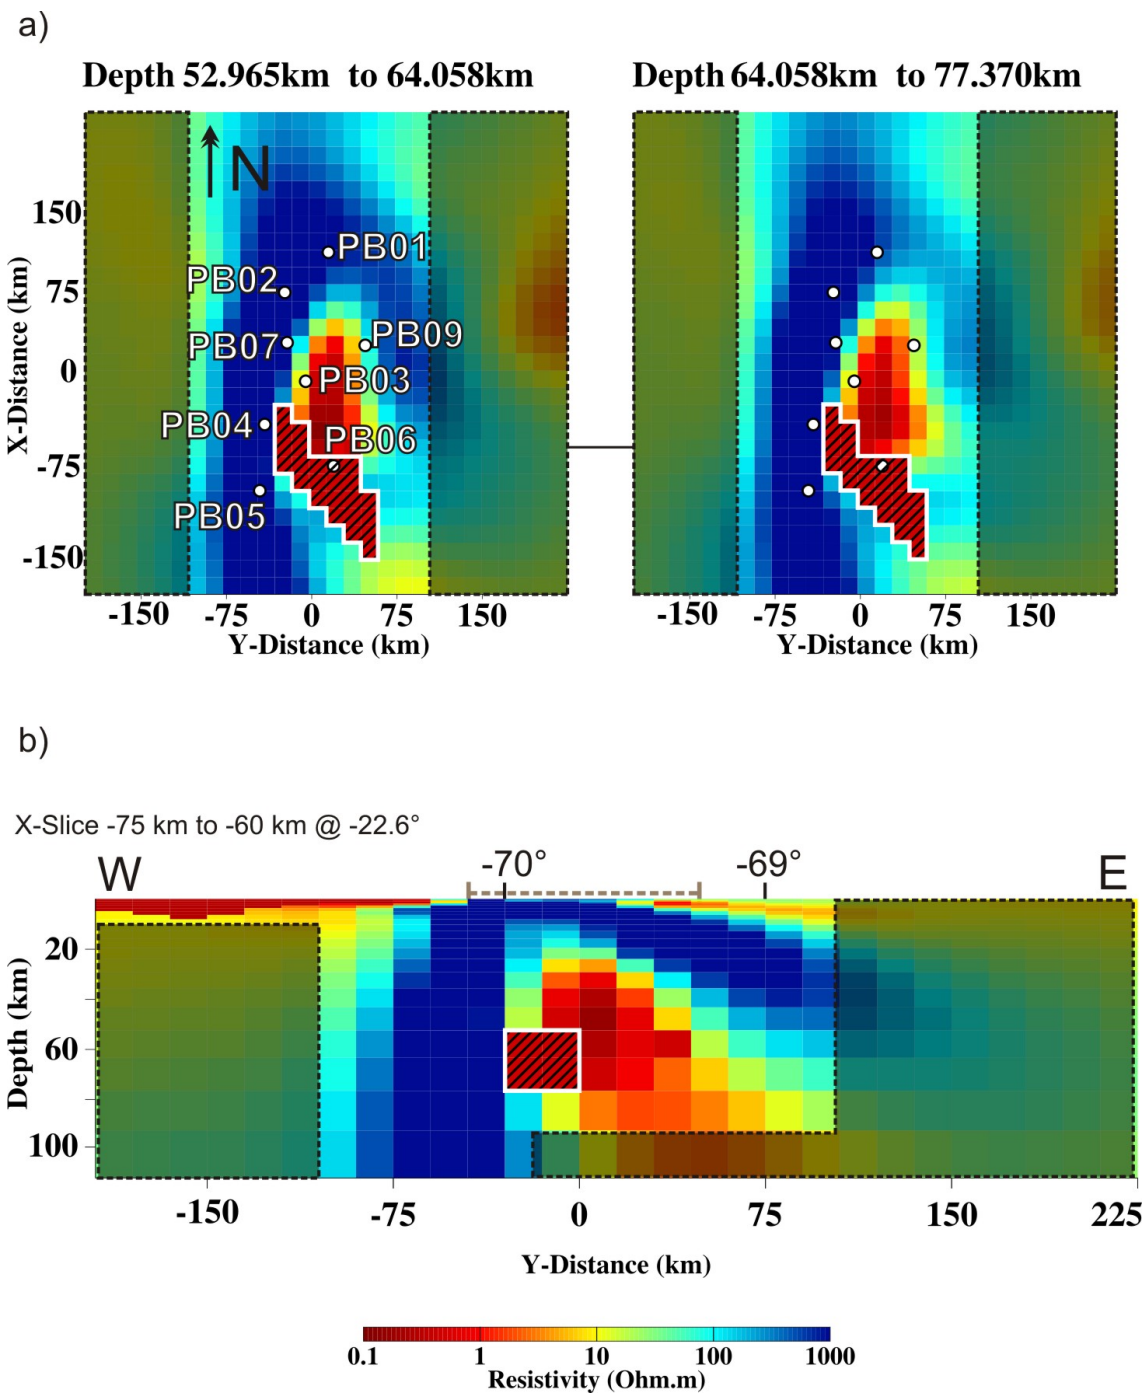 a)
Depth 52.965km to 64.058km
Depth 64.058km to 77.370km
N
150
75
0
-75
-150
X-Distance (km)
PB01
PB02
PB07
PB09
PB03
PB04
PB06
PB05
-150 -75 0 75 150
Y-Distance (km)
-150 -75 0 75 150
Y-Distance (km)
b)
X-Slice -75 km to -60 km @ -22.6°
W
-70°
-69°
E
20
60
100
Depth (km)
-150 -75 0 75 150 225
Y-Distance (km)
0.1 1 10 100 1000
Resistivity (Ohm.m)